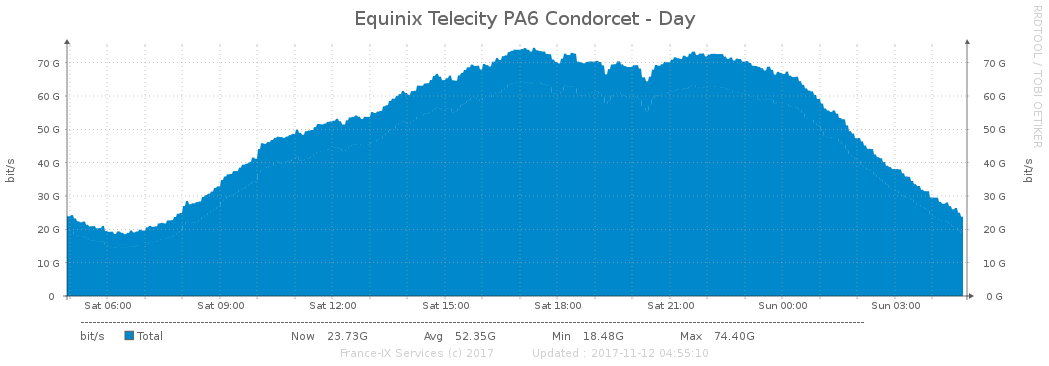 Equinix Telecity PA6 Condorcet - Day
RRDTOOL / TOBI OETIKER
bit/s
bit/s
70 G 70 G
60 G 60 G
50 G 50 G
40 G 40 G
30 G 30 G
20 G 20 G
10 G 10 G
0 0 G
Sat 06:00 Sat 09:00 Sat 12:00 Sat 15:00 Sat 18:00 Sat 21:00 Sun 00:00 Sun 03:00
bit/s Total Now 23.73G Avg 52.35G Min 18.48G Max 74.40G
France-IX Services (c) 2017 Updated : 2017-11-12 04:55:10